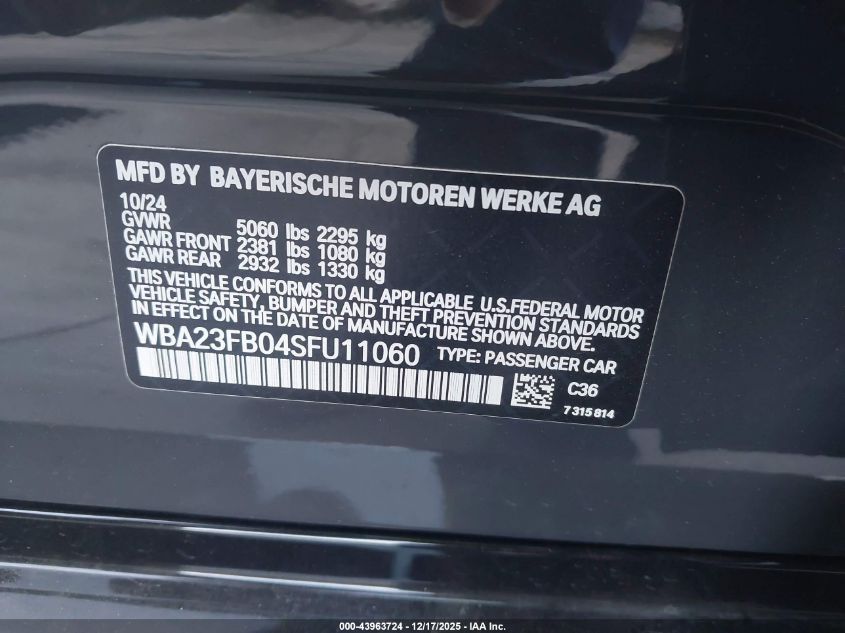 MFD BY BAYERISCHE MOTOREN WERKE AG
10/24
GVWR 5060 lbs 2295 kg
GAWR FRONT 2381 lbs 1080 kg
GAWR REAR 2932 lbs 1330 kg
THIS VEHICLE CONFORMS TO ALL APPLICABLE U.S.FEDERAL MOTOR
VEHICLE SAFETY, BUMPER AND THEFT PREVENTION STANDARDS
IN EFFECT ON THE DATE OF MANUFACTURE SHOWN ABOVE.
WBA23FB04SFU11060 TYPE: PASSENGER CAR
C36
7 315 814
000-43963724 - 12/17/2025 - IAA Inc.